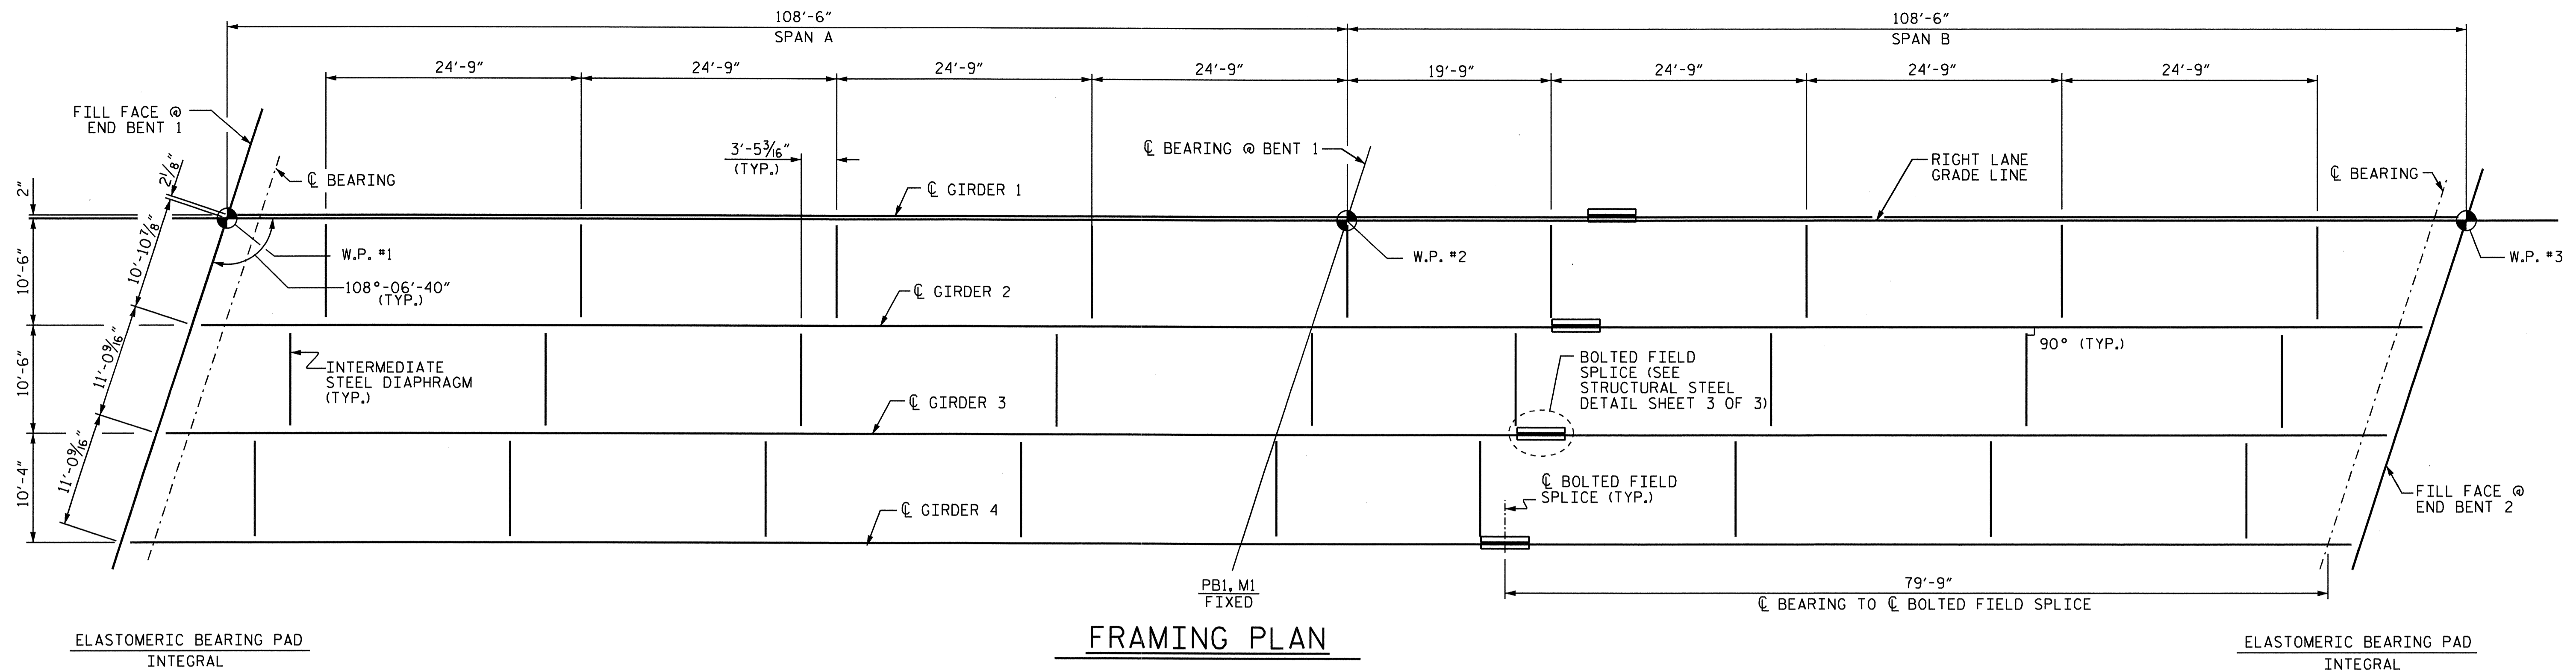 108'-6"
SPAN A
108'-6"
SPAN B
24'-9"
24'-9"
24'-9"
24'-9"
19'-9"
24'-9"
24'-9"
24'-9"
FILL FACE @
END BENT 1
℄ BEARING
3'-5 3/16"
(TYP.)
℄ BEARING @ BENT 1
RIGHT LANE
GRADE LINE
℄ BEARING
2 1/8"
2"
℄ GIRDER 1
W.P. #1
W.P. #2
W.P. #3
10'-6"
10'-10 7/8"
108°-06'-40"
(TYP.)
℄ GIRDER 2
90° (TYP.)
10'-6"
11'-0 9/16"
INTERMEDIATE
STEEL DIAPHRAGM
(TYP.)
BOLTED FIELD
SPLICE (SEE
STRUCTURAL STEEL
DETAIL SHEET 3 OF 3)
℄ GIRDER 3
10'-4"
11'-0 9/16"
℄ BOLTED FIELD
SPLICE (TYP.)
FILL FACE @
END BENT 2
℄ GIRDER 4
PB1, M1
FIXED
79'-9"
℄ BEARING TO ℄ BOLTED FIELD SPLICE
ELASTOMERIC BEARING PAD
INTEGRAL
FRAMING PLAN
ELASTOMERIC BEARING PAD
INTEGRAL